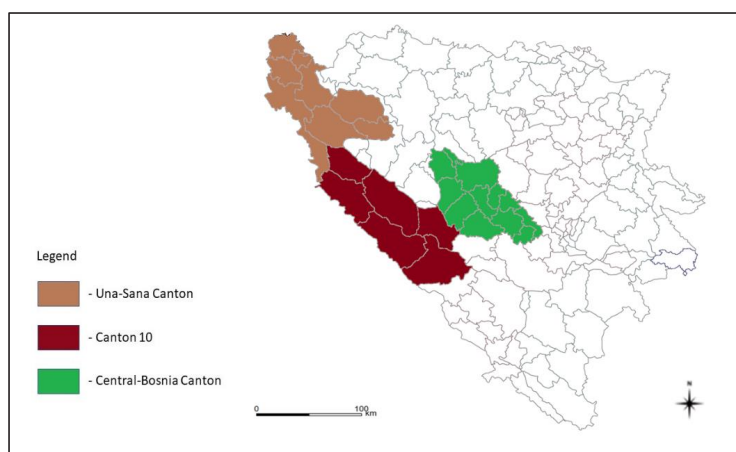 Legend
- Una-Sana Canton
- Canton 10
- Central-Bosnia Canton
0 100
km
N